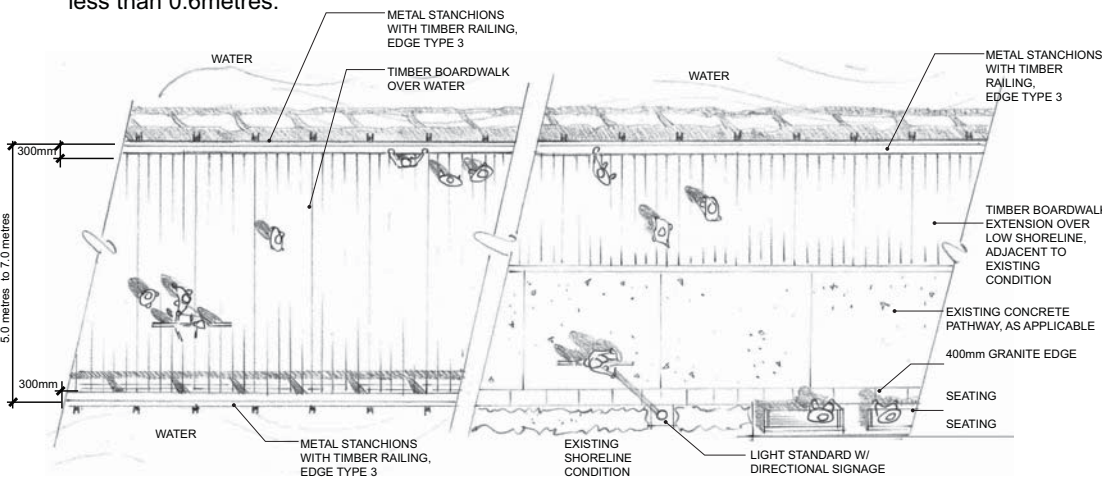 less than 0.6metres.
METAL STANCHIONS
WITH TIMBER RAILING,
EDGE TYPE 3
WATER
TIMBER BOARDWALK
OVER WATER
WATER
METAL STANCHIONS
WITH TIMBER
RAILING,
EDGE TYPE 3
300mm
5.0 metres to 7.0 metres
TIMBER BOARDWALK
EXTENSION OVER
LOW SHORELINE,
ADJACENT TO
EXISTING
CONDITION
EXISTING CONCRETE
PATHWAY, AS APPLICABLE
400mm GRANITE EDGE
300mm
SEATING
SEATING
WATER
METAL STANCHIONS
WITH TIMBER RAILING,
EDGE TYPE 3
EXISTING
SHORELINE
CONDITION
LIGHT STANDARD W/
DIRECTIONAL SIGNAGE